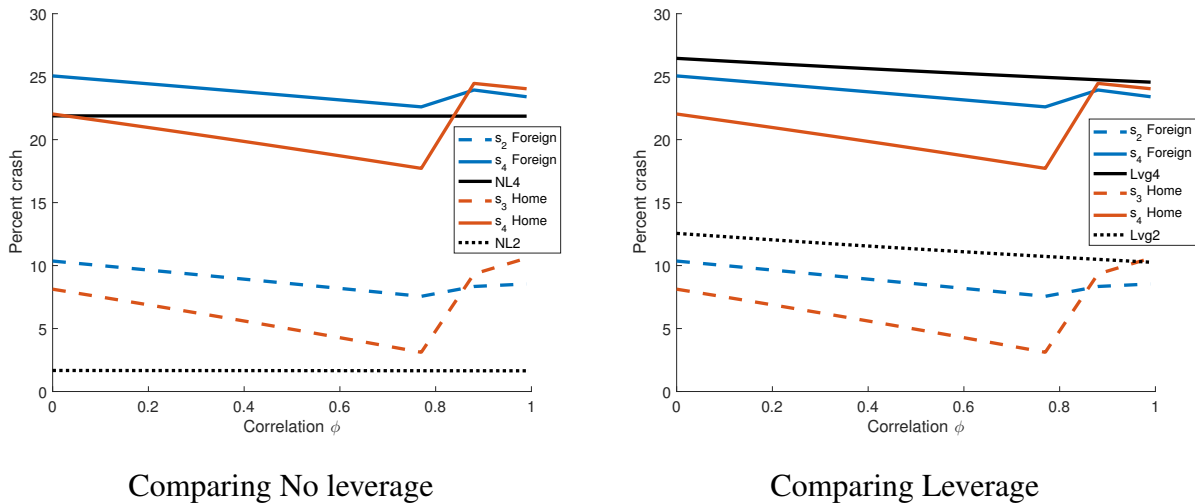 30
25
20
15
10
5
0
Percent crash
0
0.2
0.4
0.6
0.8
1
Correlation ϕ
s₂ Foreign
s₄ Foreign
NL4
s₃ Home
s₄ Home
NL2
Comparing No leverage
30
25
20
15
10
5
0
Percent crash
0
0.2
0.4
0.6
0.8
1
Correlation ϕ
s₂ Foreign
s₄ Foreign
Lvg4
s₃ Home
s₄ Home
Lvg2
Comparing Leverage